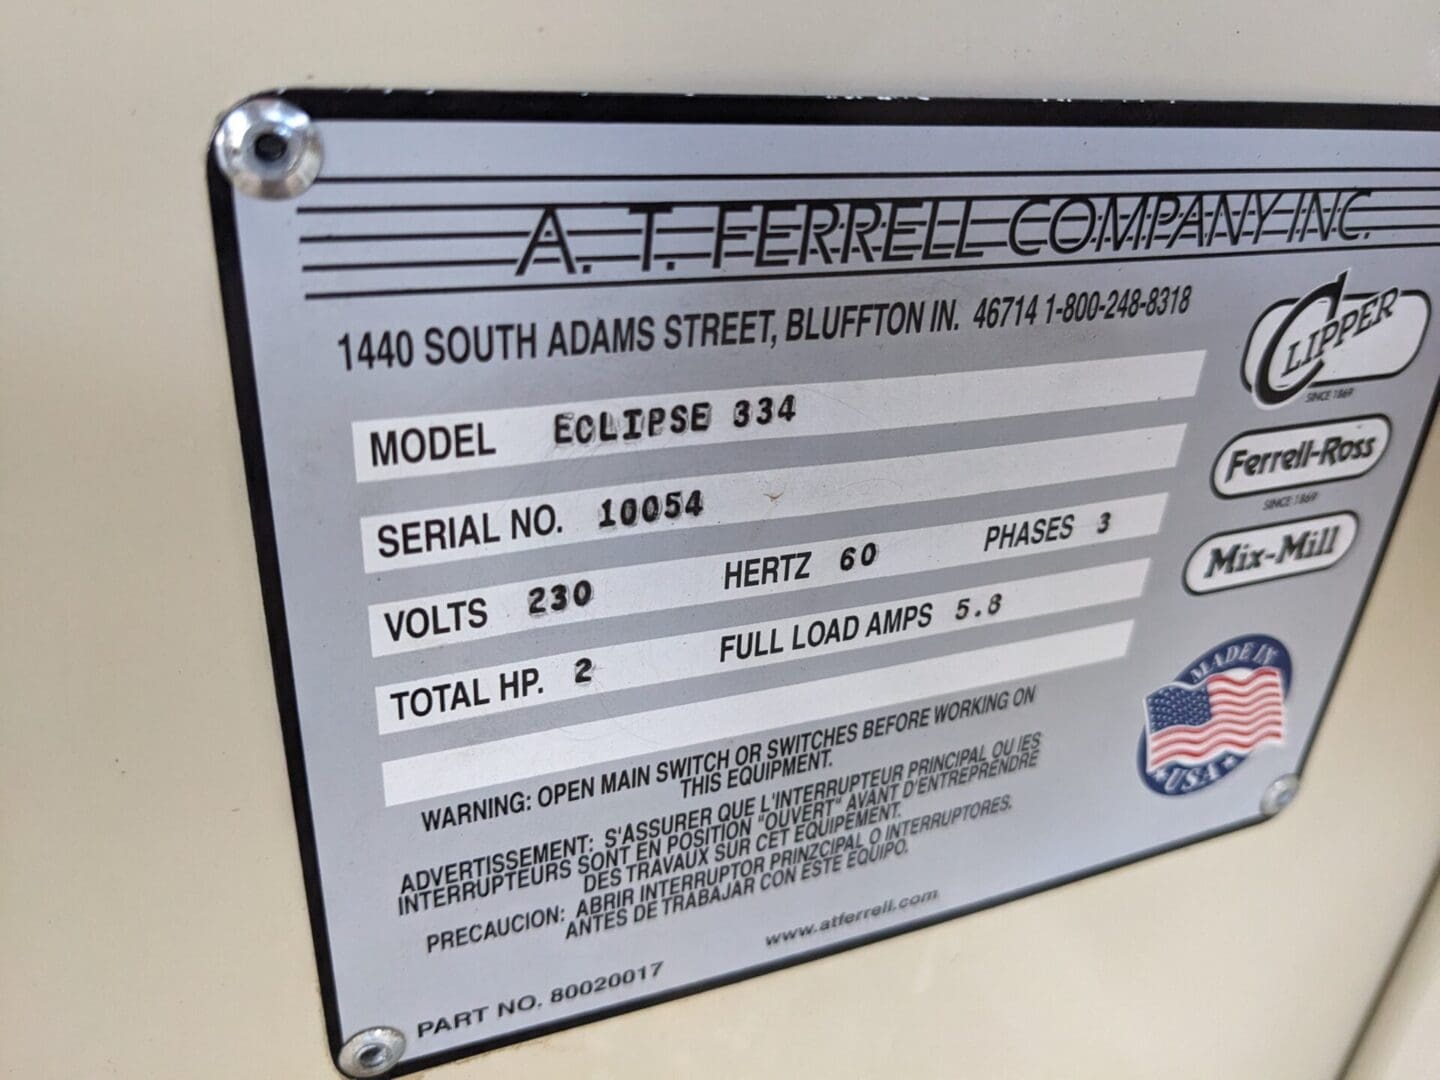 A. T. FERRELL COMPANY INC.
1440 SOUTH ADAMS STREET, BLUFFTON IN. 46714 1-800-248-8318
CLIPPER
SINCE 1869
MODEL ECLIPSE 334
Ferrell-Ross
SINCE 1869
SERIAL NO. 10054
Mix-Mill
VOLTS 230 HERTZ 60 PHASES 3
TOTAL HP. 2 FULL LOAD AMPS 5.8
MADE IN
USA
WARNING: OPEN MAIN SWITCH OR SWITCHES BEFORE WORKING ON
THIS EQUIPMENT.
ADVERTISSEMENT: S'ASSURER QUE L'INTERRUPTEUR PRINCIPAL OU IES
INTERRUPTEURS SONT EN POSITION "OUVERT" AVANT D'ENTREPRENDRE
DES TRAVAUX SUR CET EQUIPEMENT.
PRECAUCION: ABRIR INTERRUPTOR PRINZCIPAL O INTERRUPTORES.
ANTES DE TRABAJAR CON ESTE EQUIPO.
www.atferrell.com
PART NO. 80020017